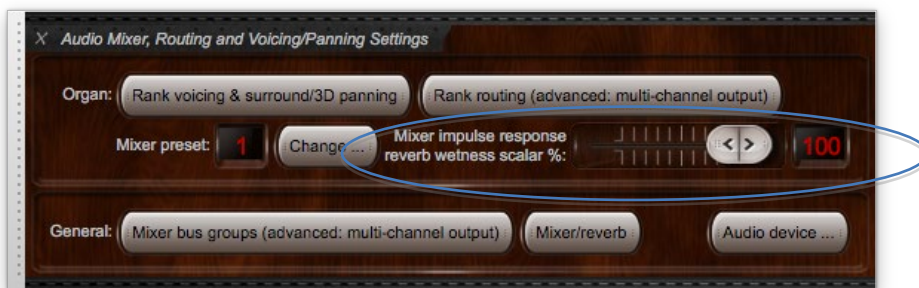 X Audio Mixer, Routing and Voicing/Panning Settings
Organ: Rank voicing & surround/3D panning Rank routing (advanced: multi-channel output)
Mixer preset: 1 Change ... Mixer impulse response
reverb wetness scalar %: < > 100
General: Mixer bus groups (advanced: multi-channel output) Mixer/reverb Audio device ...